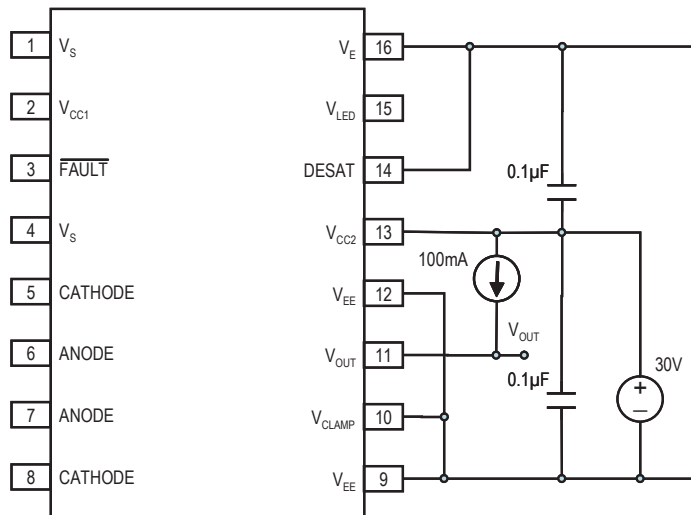 1 V_S
2 V_CC1
3 FAULT
4 V_S
5 CATHODE
6 ANODE
7 ANODE
8 CATHODE
V_E 16
V_LED 15
DESAT 14
V_CC2 13
V_EE 12
V_OUT 11
V_CLAMP 10
V_EE 9
0.1µF
100mA
V_OUT
0.1µF
30V
+
–